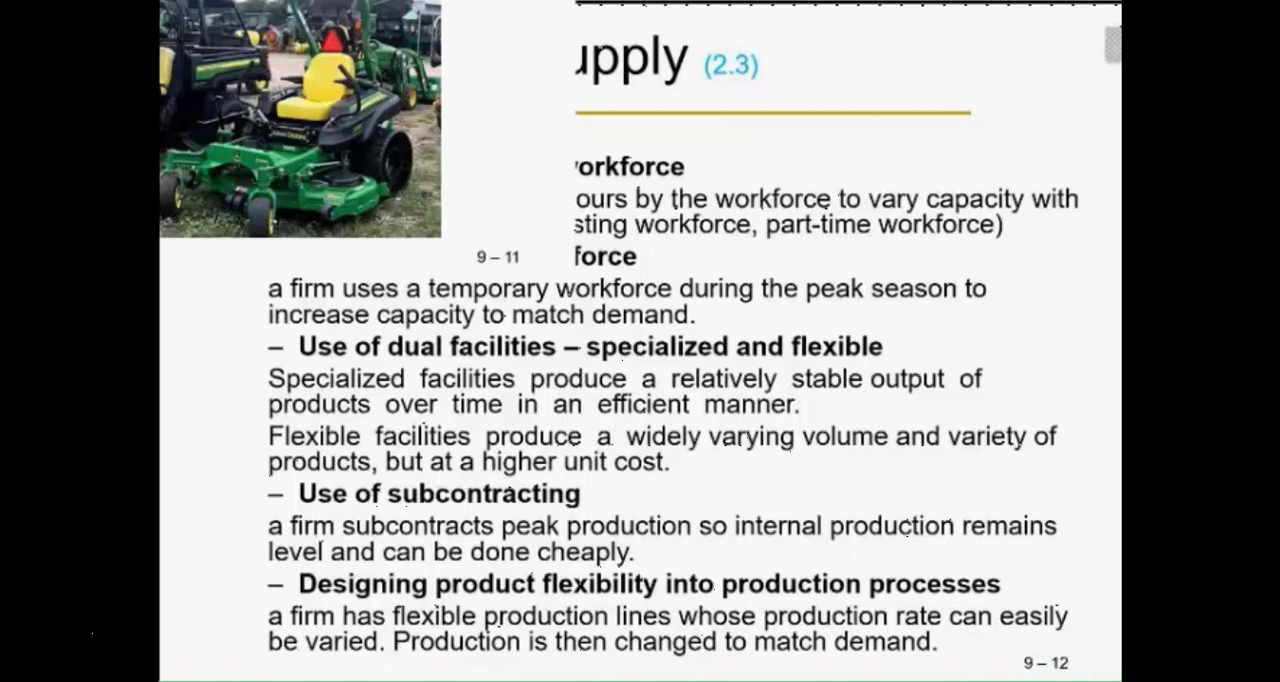 upply (2.3)
orkforce
ours by the workforce to vary capacity with
sting workforce, part-time workforce)
9 – 11
force
a firm uses a temporary workforce during the peak season to
increase capacity to match demand.
– Use of dual facilities – specialized and flexible
Specialized facilities produce a relatively stable output of
products over time in an efficient manner.
Flexible facilities produce a widely varying volume and variety of
products, but at a higher unit cost.
– Use of subcontracting
a firm subcontracts peak production so internal production remains
level and can be done cheaply.
– Designing product flexibility into production processes
a firm has flexible production lines whose production rate can easily
be varied. Production is then changed to match demand.
9 – 12